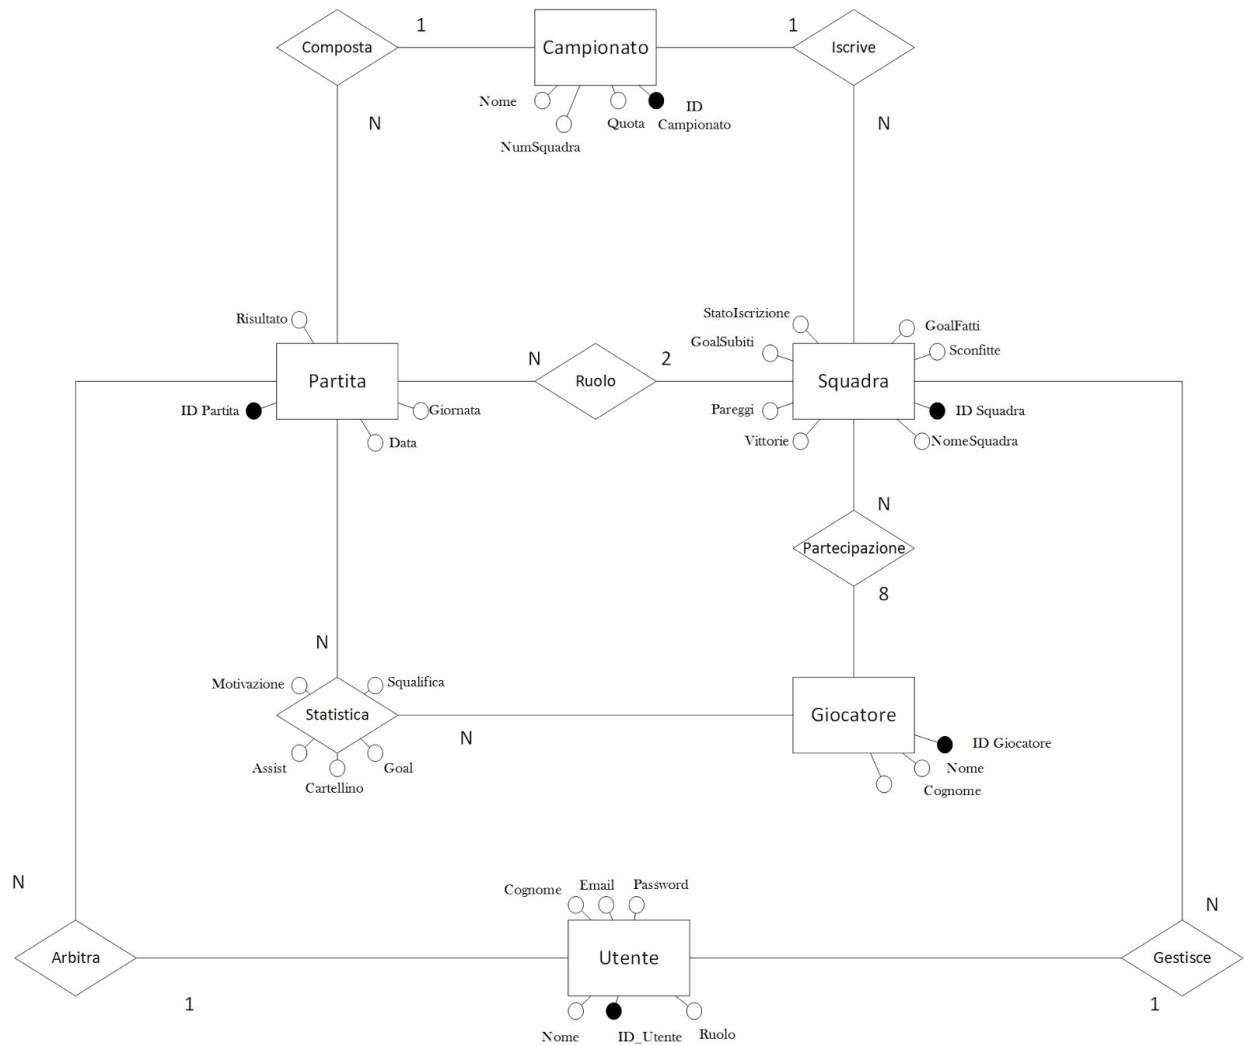 1
1
Composta
Campionato
Iscrive
Nome
ID
Campionato
Quota
NumSquadra
N
N
StatoIscrizione
GoalFatti
Risultato
GoalSubiti
Sconfitte
N
2
Partita
Ruolo
Squadra
ID Partita
Giornata
Pareggi
ID Squadra
Data
Vittorie
NomeSquadra
N
Partecipazione
8
N
Motivazione
Squalifica
Statistica
Giocatore
N
ID Giocatore
Assist
Goal
Nome
Cartellino
Cognome
N
Cognome
Email
Password
N
Arbitra
Utente
Gestisce
1
1
Nome
ID_Utente
Ruolo